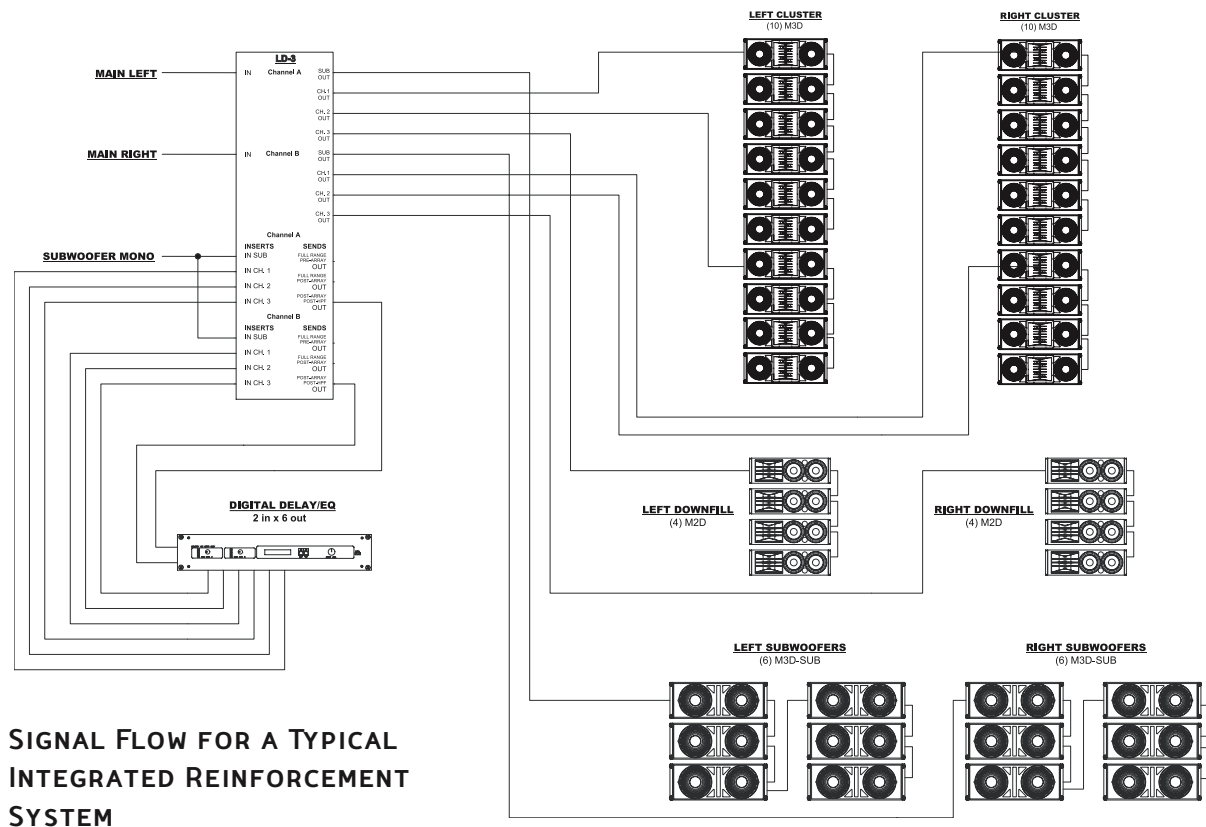 LEFT CLUSTER
(10) M3D
RIGHT CLUSTER
(10) M3D
LD-3
MAIN LEFT
IN
Channel A
SUB
OUT
CH.1
OUT
CH. 2
OUT
CH. 3
OUT
MAIN RIGHT
IN
Channel B
SUB
OUT
CH.1
OUT
CH. 2
OUT
CH. 3
OUT
Channel A
INSERTS
SENDS
SUBWOOFER MONO
IN SUB
FULL RANGE
PRE-ARRAY
OUT
IN CH. 1
FULL RANGE
POST-ARRAY
OUT
IN CH. 2
IN CH. 3
POST-ARRAY
POST-HPF
OUT
Channel B
INSERTS
SENDS
IN SUB
FULL RANGE
PRE-ARRAY
OUT
IN CH. 1
FULL RANGE
POST-ARRAY
OUT
IN CH. 2
IN CH. 3
POST-ARRAY
POST-HPF
OUT
DIGITAL DELAY/EQ
2 in x 6 out
LEFT DOWNFILL
(4) M2D
RIGHT DOWNFILL
(4) M2D
LEFT SUBWOOFERS
(6) M3D-SUB
RIGHT SUBWOOFERS
(6) M3D-SUB
SIGNAL FLOW FOR A TYPICAL
INTEGRATED REINFORCEMENT
SYSTEM